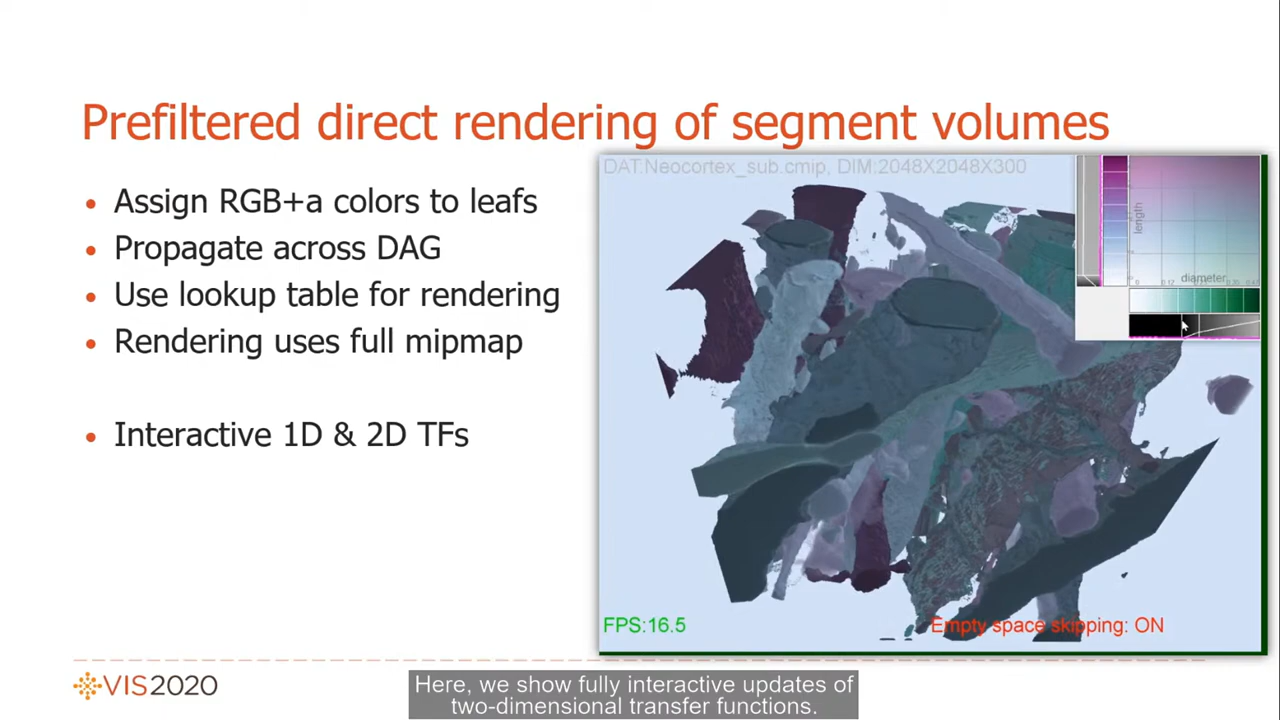 Prefiltered direct rendering of segment volumes
Assign RGB+a colors to leafs
Propagate across DAG
Use lookup table for rendering
Rendering uses full mipmap
Interactive 1D & 2D TFs
DAT:Neocortex_sub.cmip, DIM:2048X2048X300
length
diameter
FPS:16.5
Empty space skipping: ON
VIS2020
Here, we show fully interactive updates of
two-dimensional transfer functions.